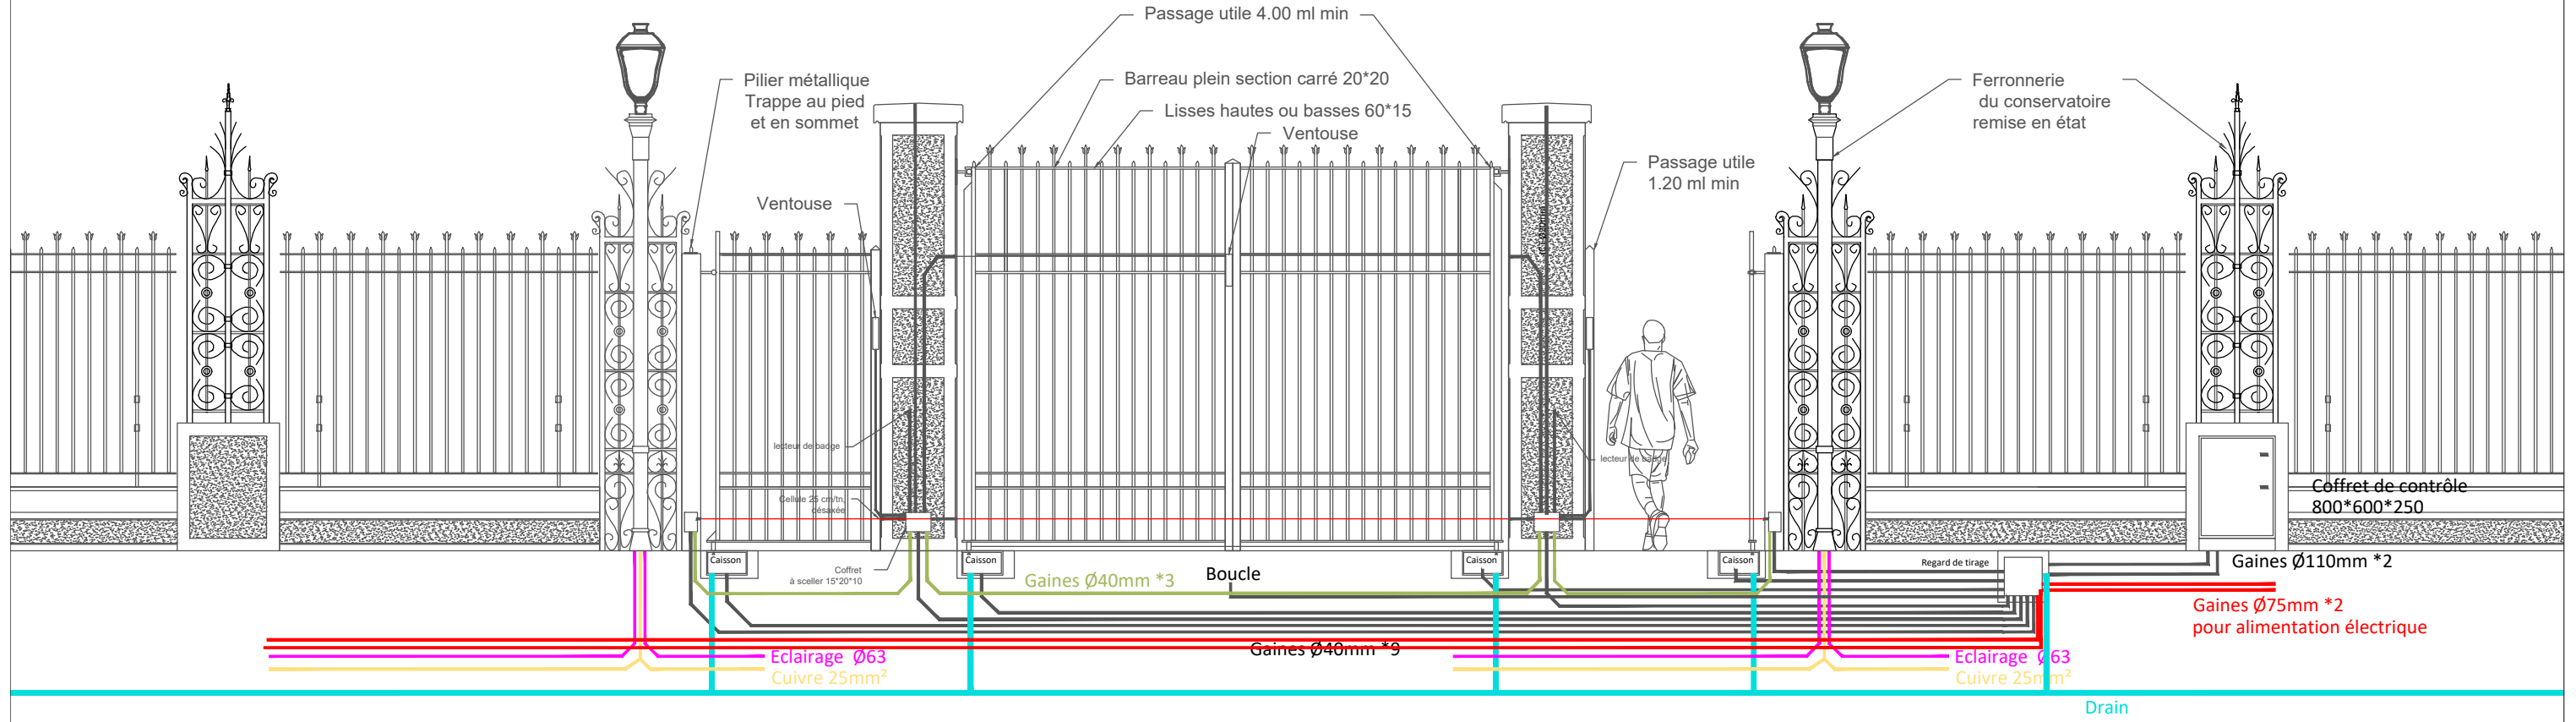 Passage utile 4.00 ml min
Pilier métallique
Trappe au pied
et en sommet
Barreau plein section carré 20*20
Lisses hautes ou basses 60*15
Ventouse
Ferronnerie
du conservatoire
remise en état
Passage utile
1.20 ml min
Ventouse
lecteur de badge
lecteur de badge
Cellule 25 cm/tn,
désaxée
Coffret de contrôle
800*600*250
Caisson
Coffret
à sceller 15*20*10
Caisson
Gaines Ø40mm *3
Boucle
Caisson
Caisson
Regard de tirage
Gaines Ø110mm *2
Gaines Ø75mm *2
pour alimentation électrique
Gaines Ø40mm *9
Eclairage Ø63
Cuivre 25mm²
Eclairage Ø63
Cuivre 25mm²
Drain